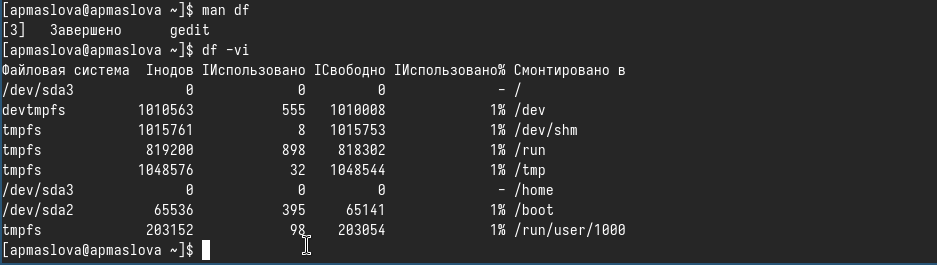 [apmaslova@apmaslova ~]$ man df
[3]   Завершено      gedit
[apmaslova@apmaslova ~]$ df -vi
Файловая система  Iнодов IИспользовано IСвободно IИспользовано% Смонтировано в
/dev/sda3              0             0         0              - /
devtmpfs         1010563           555   1010008             1% /dev
tmpfs            1015761             8   1015753             1% /dev/shm
tmpfs             819200           898    818302             1% /run
tmpfs            1048576            32   1048544             1% /tmp
/dev/sda3              0             0         0              - /home
/dev/sda2          65536           395     65141             1% /boot
tmpfs             203152            98    203054             1% /run/user/1000
[apmaslova@apmaslova ~]$